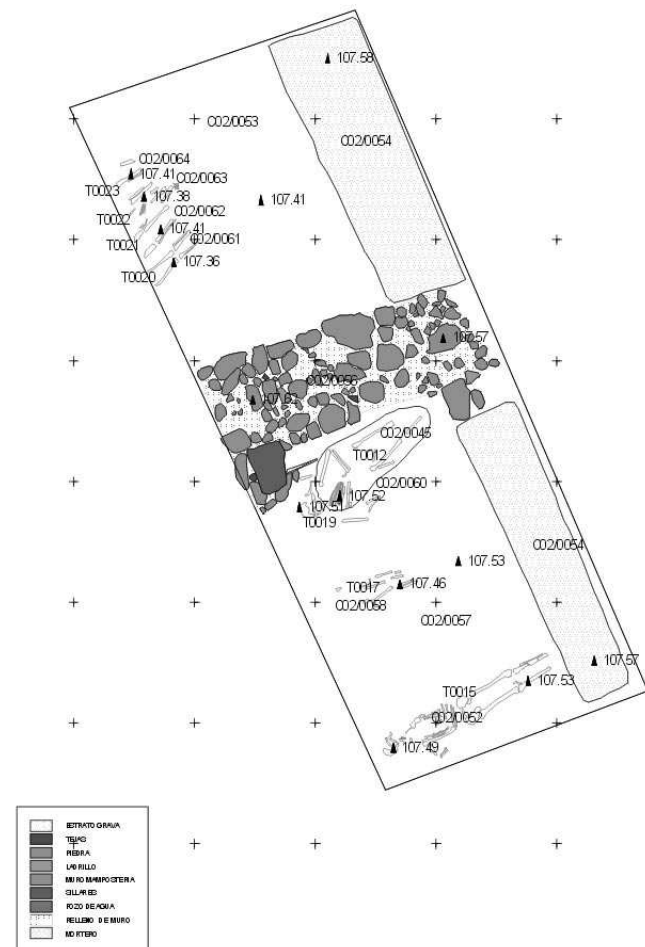 107.58
C02/0053
C02/0054
C02/0064
107.41
C02/0063
T0023
107.38
107.41
T0022
C02/0062
107.41
C02/0061
T0021
107.36
T0020
107.57
C02/0056
C02/0045
T0012
C02/0060
107.52
107.51
T0019
C02/0054
107.53
T0017
107.46
C02/0058
C02/0057
107.57
107.53
T0015
C02/0052
107.49
ESTRATO GRAVA
TEJAS
PIEDRA
LADRILLO
MURO MAMPOSTERIA
SILLARES
POZO DE AGUA
RELLENO DE MURO
MORTERO